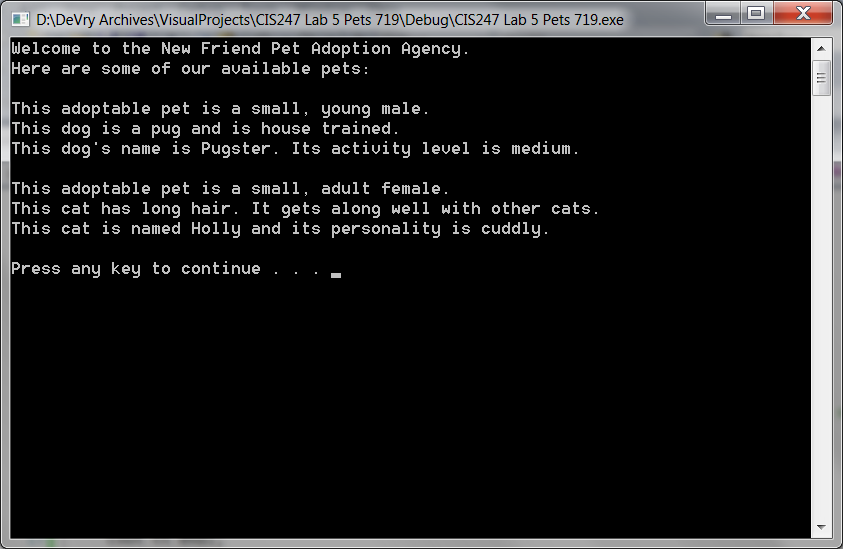 D:\DeVry Archives\VisualProjects\CIS247 Lab 5 Pets 719\Debug\CIS247 Lab 5 Pets 719.exe
Welcome to the New Friend Pet Adoption Agency.
Here are some of our available pets:
This adoptable pet is a small, young male.
This dog is a pug and is house trained.
This dog's name is Pugster. Its activity level is medium.
This adoptable pet is a small, adult female.
This cat has long hair. It gets along well with other cats.
This cat is named Holly and its personality is cuddly.
Press any key to continue . . . _